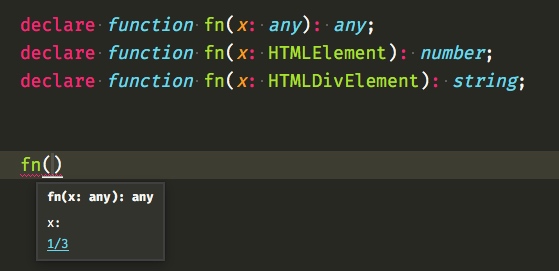 declare function fn(x: any): any;
declare function fn(x: HTMLElement): number;
declare function fn(x: HTMLDivElement): string;
fn()
fn(x: any): any
x:
1/3